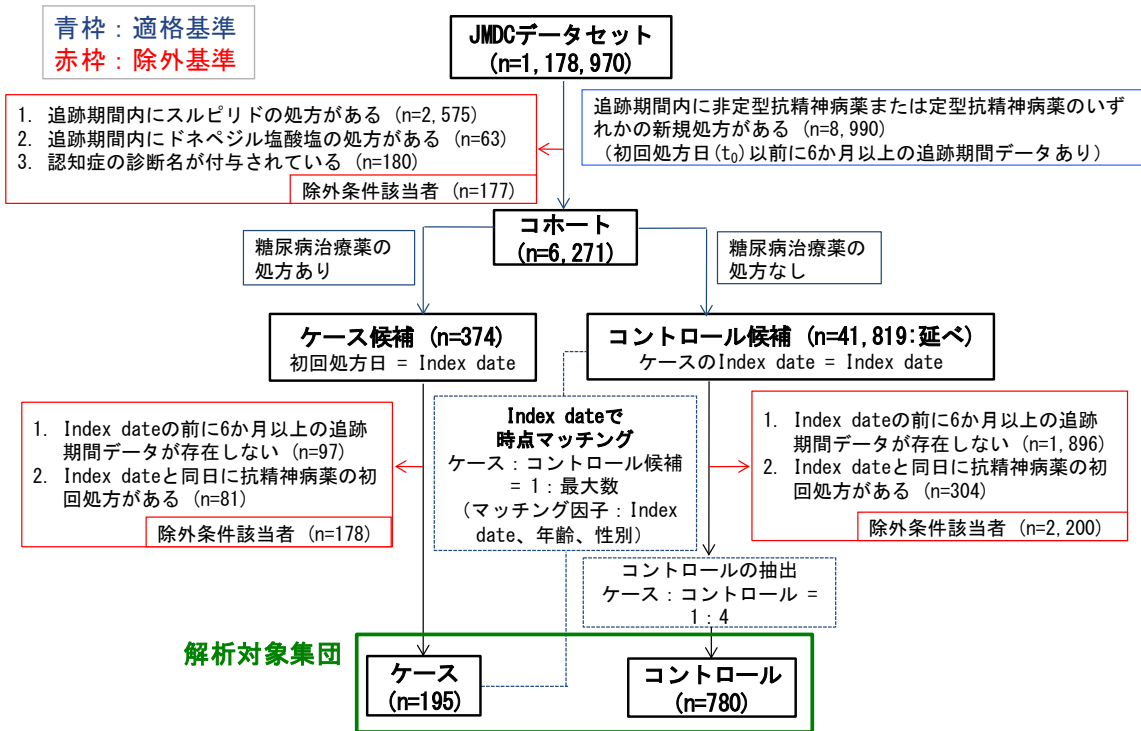 青枠：適格基準
赤枠：除外基準
JMDCデータセット
(n=1,178,970)
1. 追跡期間内にスルピリドの処方がある (n=2,575)
2. 追跡期間内にドネペジル塩酸塩の処方がある (n=63)
3. 認知症の診断名が付与されている (n=180)
除外条件該当者 (n=177)
追跡期間内に非定型抗精神病薬または定型抗精神病薬のいず
れかの新規処方がある (n=8,990)
（初回処方日(t₀)以前に6か月以上の追跡期間データあり）
コホート
(n=6,271)
糖尿病治療薬の
処方あり
糖尿病治療薬の
処方なし
ケース候補 (n=374)
初回処方日 = Index date
コントロール候補 (n=41,819:延べ)
ケースのIndex date = Index date
1. Index dateの前に6か月以上の追跡
期間データが存在しない (n=97)
2. Index dateと同日に抗精神病薬の初
回処方がある (n=81)
除外条件該当者 (n=178)
Index dateで
時点マッチング
ケース：コントロール候補
= 1：最大数
（マッチング因子：Index
date、年齢、性別）
1. Index dateの前に6か月以上の追跡
期間データが存在しない (n=1,896)
2. Index dateと同日に抗精神病薬の初
回処方がある (n=304)
除外条件該当者 (n=2,200)
コントロールの抽出
ケース：コントロール =
1：4
解析対象集団
ケース
(n=195)
コントロール
(n=780)